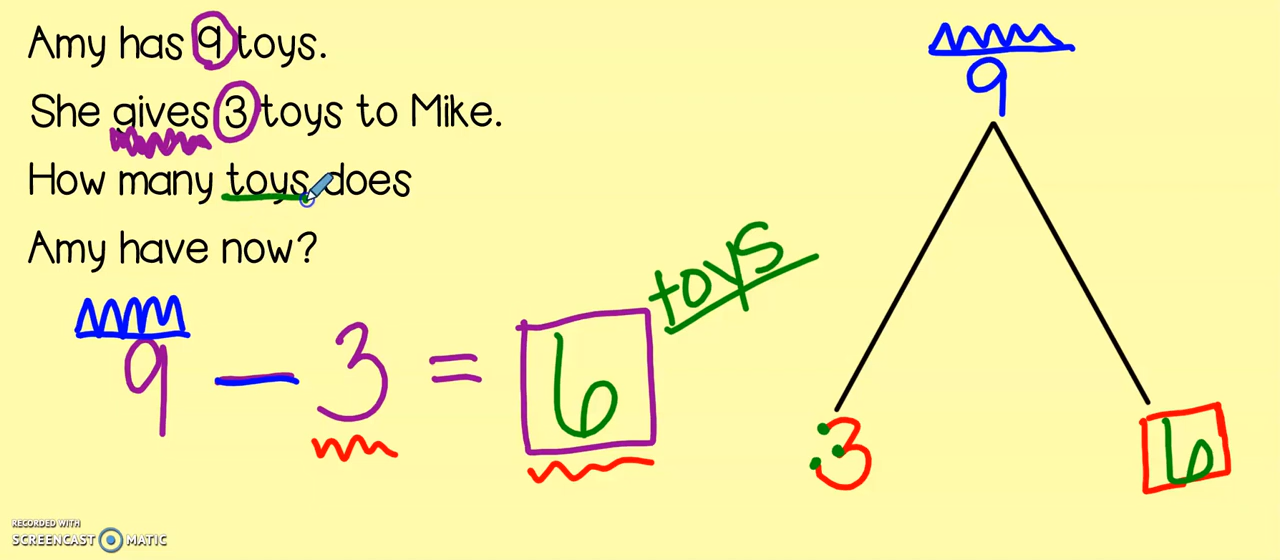 Amy has 9 toys.
She gives 3 toys to Mike.
How many toys does
Amy have now?
9 - 3 = 6 toys
9
3
6
RECORDED WITH
SCREENCAST MATIC